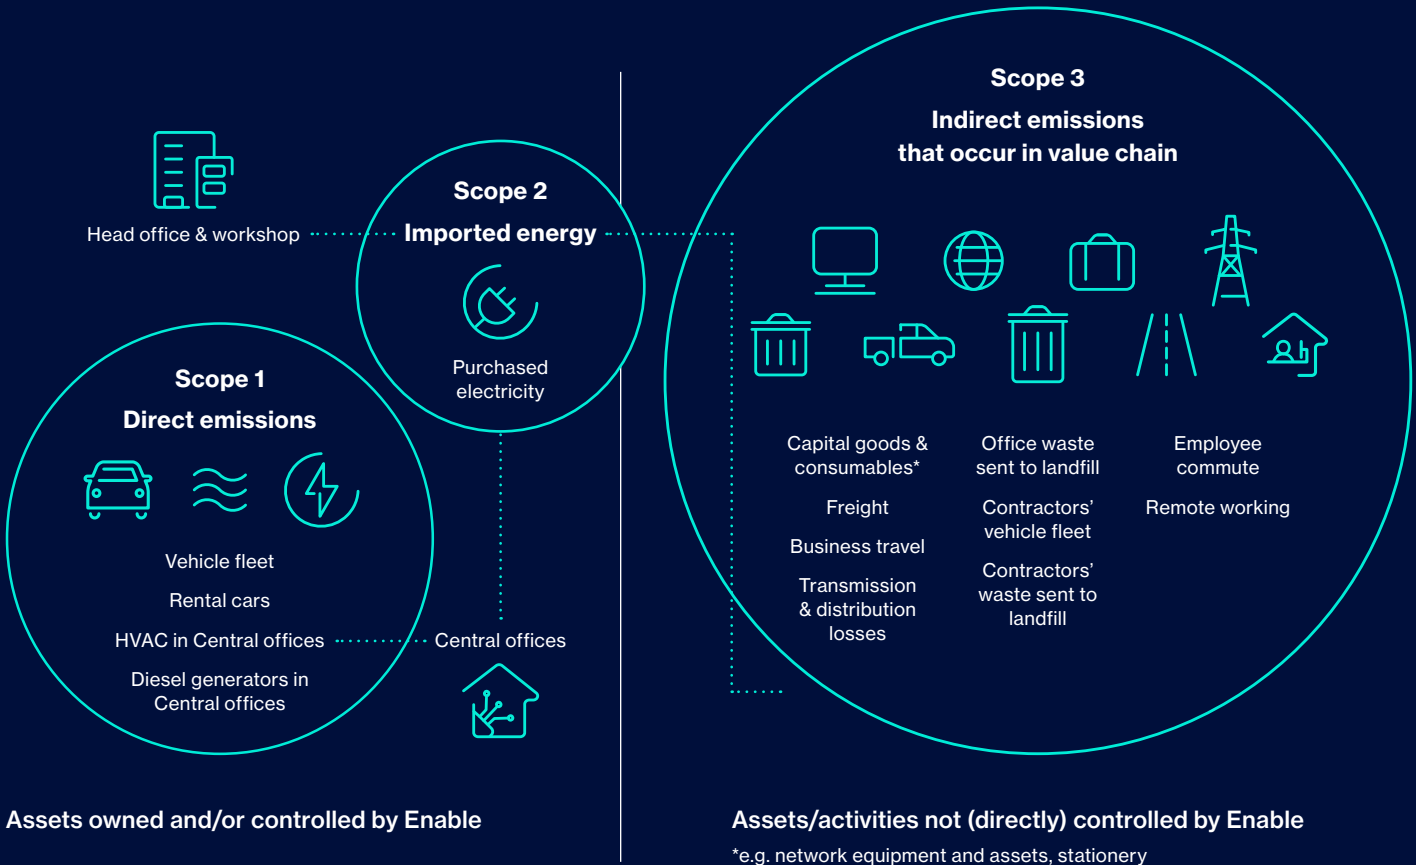 Head office & workshop
Scope 2
Imported energy
Purchased
electricity
Scope 1
Direct emissions
Vehicle fleet
Rental cars
HVAC in Central offices
Diesel generators in
Central offices
Central offices
Assets owned and/or controlled by Enable
Scope 3
Indirect emissions
that occur in value chain
Capital goods &
consumables*
Freight
Business travel
Transmission
& distribution
losses
Office waste
sent to landfill
Contractors’
vehicle fleet
Contractors’
waste sent to
landfill
Employee
commute
Remote working
Assets/activities not (directly) controlled by Enable
*e.g. network equipment and assets, stationery